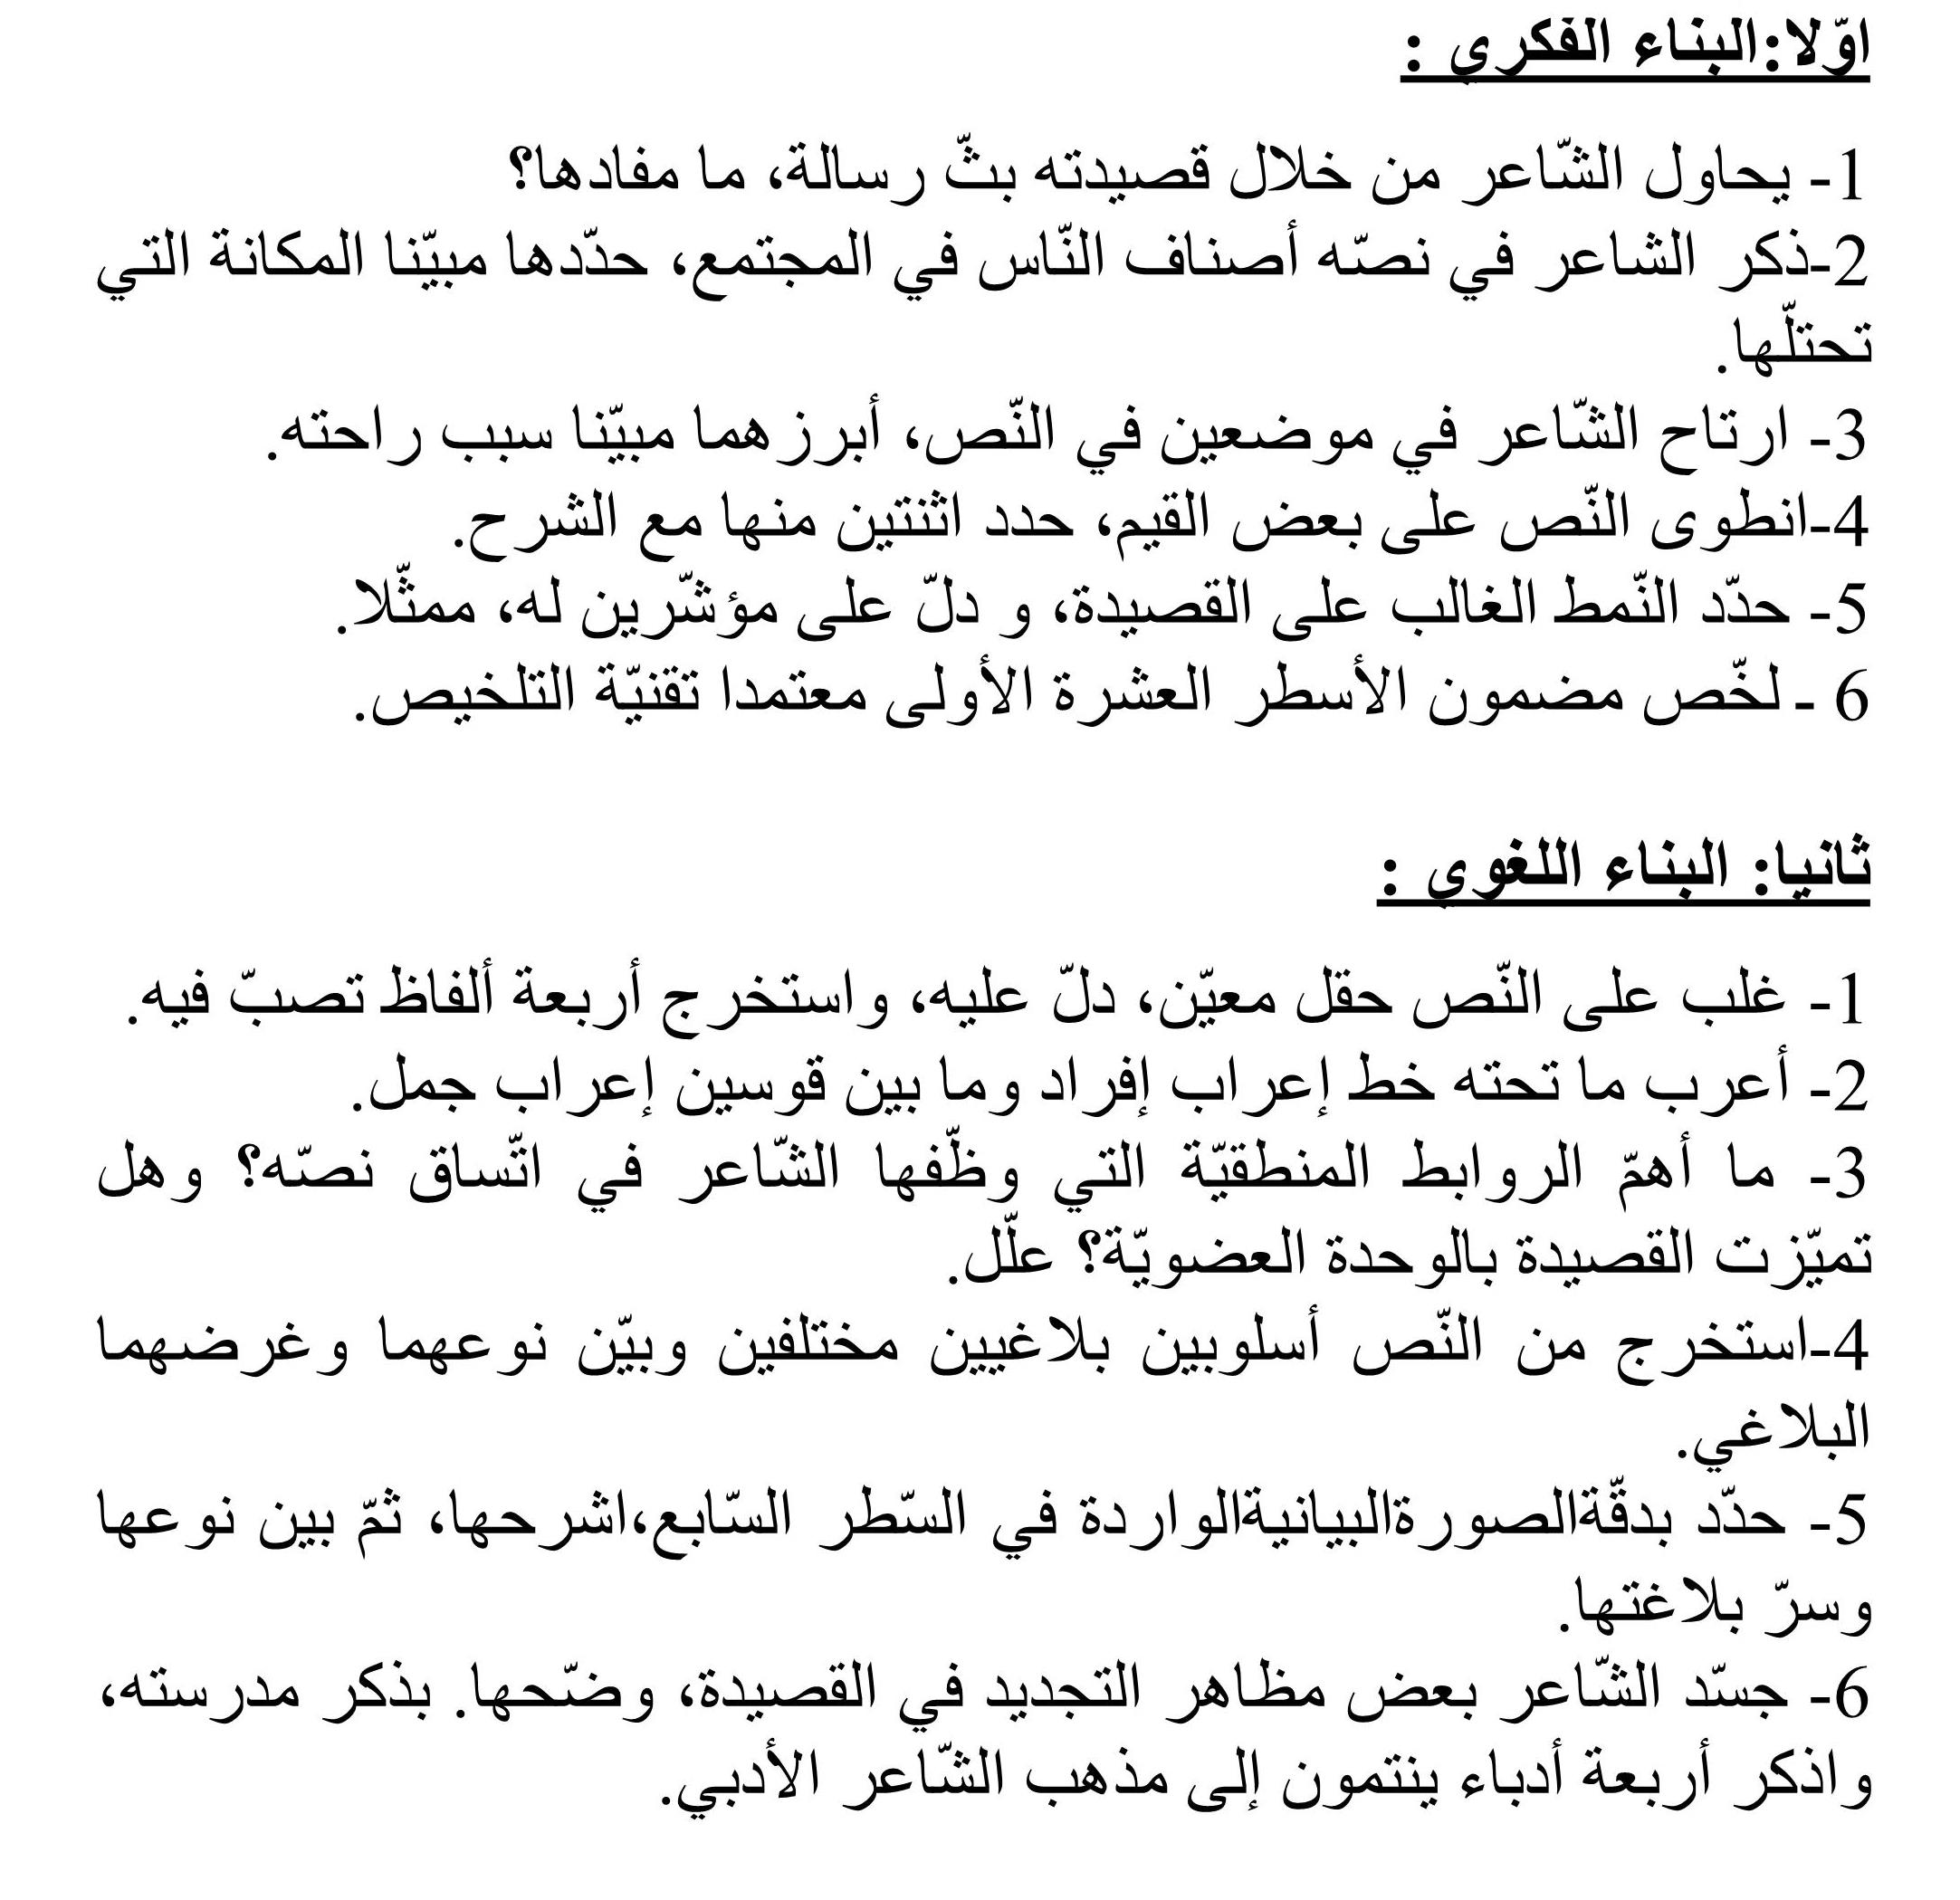 اوّلا:البناء الفكري :
1- يحاول الشّاعر من خلال قصيدته بثّ رسالة، ما مفادها؟
2-ذكر الشاعر في نصّه أصناف النّاس في المجتمع، حدّدها مبيّنا المكانة التي
تحتلّها.
3- ارتاح الشّاعر في موضعين في النّص، أبرزهما مبيّنا سبب راحته.
4-انطوى النّص على بعض القيم، حدد اثنتين منها مع الشرح.
5- حدّد النّمط الغالب على القصيدة، و دلّ على مؤشّرين له، ممثّلا.
6 - لخّص مضمون الأسطر العشرة الأولى معتمدا تقنيّة التلخيص.
ثانيا: البناء اللغوي :
1- غلب على النّص حقل معيّن، دلّ عليه، واستخرج أربعة ألفاظ تصبّ فيه.
2- أعرب ما تحته خط إعراب إفراد وما بين قوسين إعراب جمل.
3- ما أهمّ الروابط المنطقيّة التي وظّفها الشّاعر في اتّساق نصّه؟ وهل
تميّزت القصيدة بالوحدة العضويّة؟ علّل.
4-استخرج من النّص أسلوبين بلاغيين مختلفين وبيّن نوعهما وغرضهما
البلاغي.
5- حدّد بدقّةالصورةالبيانيةالواردة في السّطر السّابع،اشرحها، ثمّ بين نوعها
وسرّ بلاغتها.
6- جسّد الشّاعر بعض مظاهر التجديد في القصيدة، وضّحها. بذكر مدرسته،
واذكر أربعة أدباء ينتمون إلى مذهب الشّاعر الأدبي.